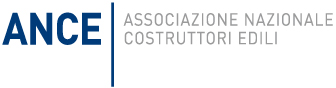 ANCE
ASSOCIAZIONE NAZIONALE
COSTRUTTORI EDILI